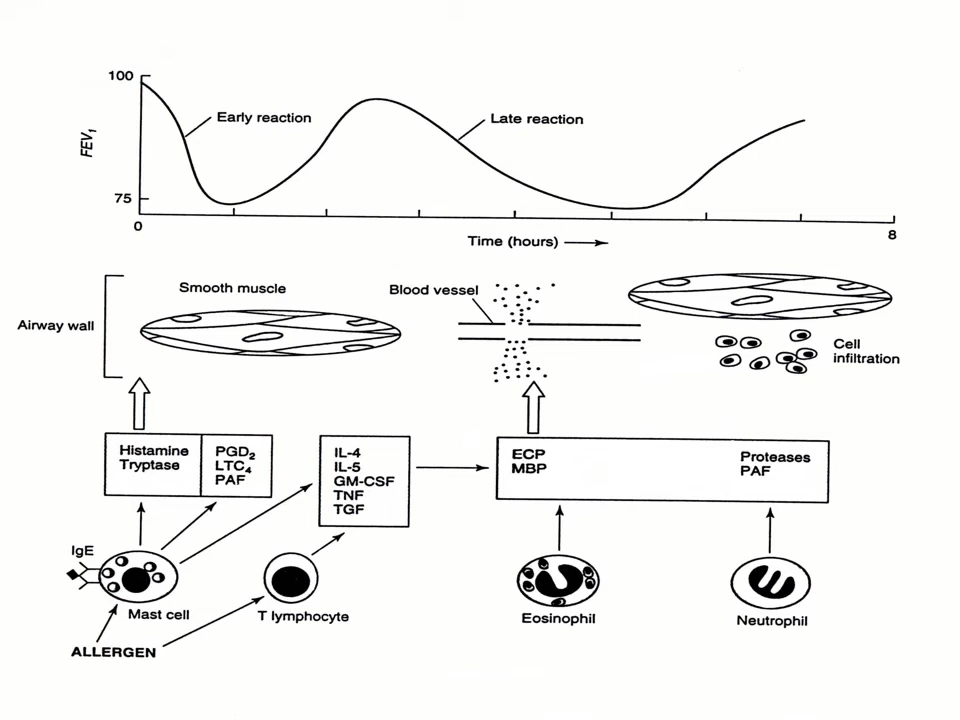 100
Early reaction
Late reaction
FEV₁
75
0
8
Time (hours)
Smooth muscle
Blood vessel
Airway wall
Cell
infiltration
Histamine
Tryptase
PGD₂
LTC₄
PAF
IL-4
IL-5
GM-CSF
TNF
TGF
ECP
MBP
Proteases
PAF
IgE
Mast cell
T lymphocyte
Eosinophil
Neutrophil
ALLERGEN